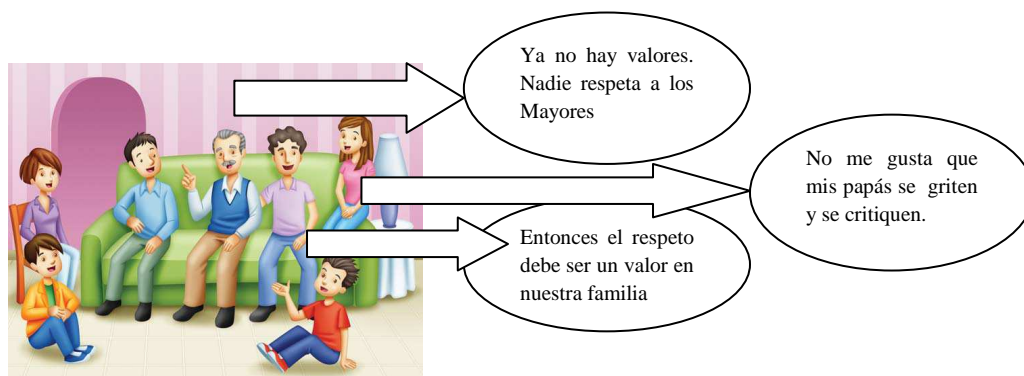 Ya no hay valores.
Nadie respeta a los
Mayores
No me gusta que
mis papás se griten
y se critiquen.
Entonces el respeto
debe ser un valor en
nuestra familia